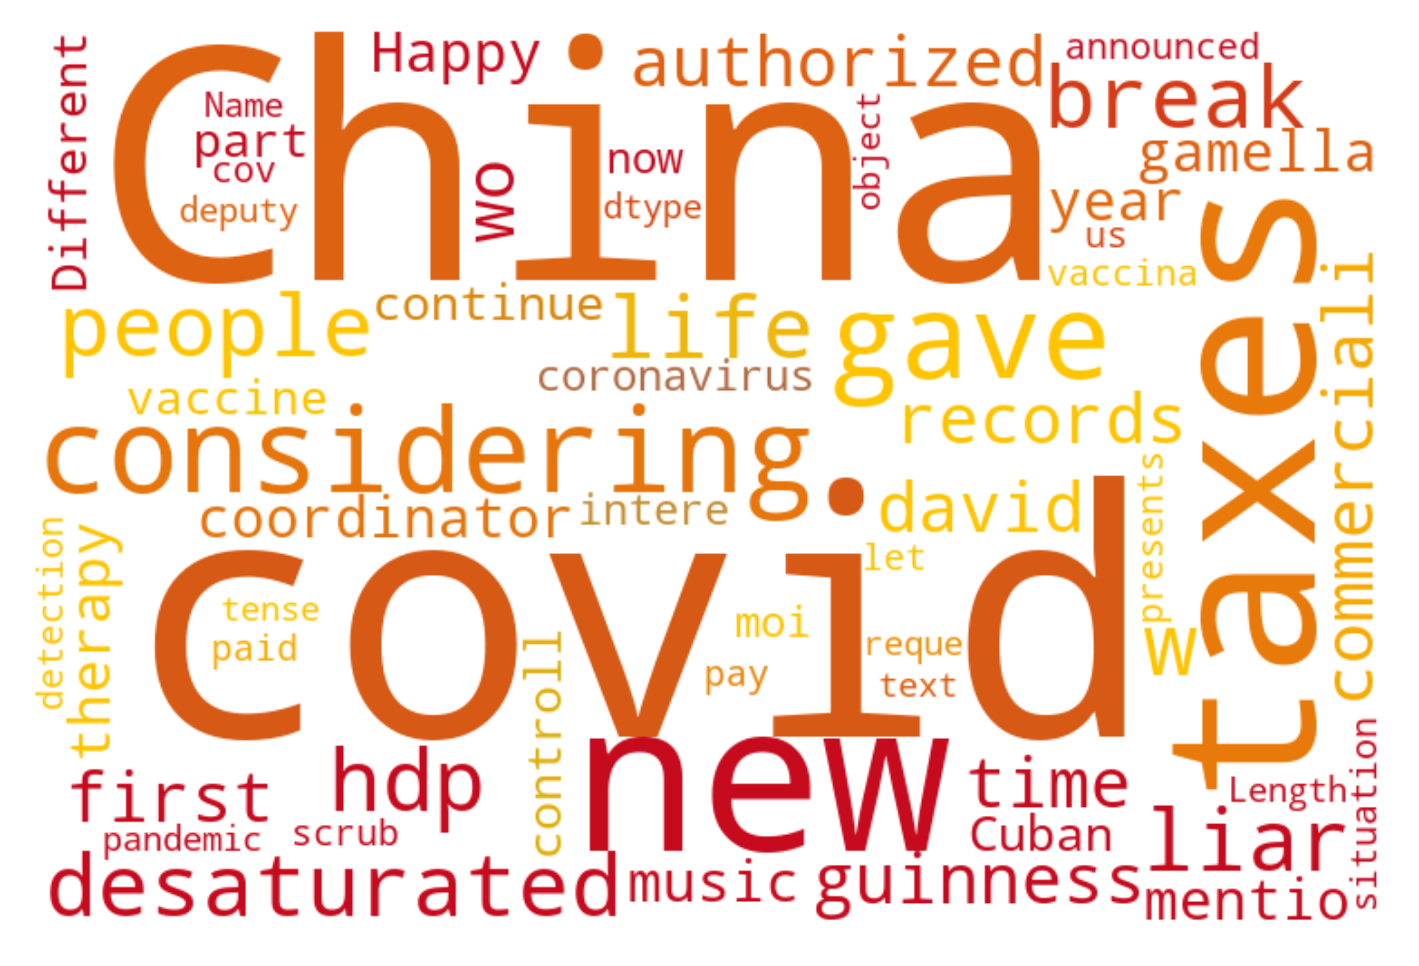 China
covid
taxes
new
considering
gave
break
people
life
authorized
Happy
announced
Different
Name
part
cov
deputy
wo
now
dtype
object
gamella
year
us
vaccina
continue
coronavirus
vaccine
records
commerciali
coordinator
intere
david
let
presents
w
detection
therapy
tense
paid
moi
reque
pay
text
controll
first
hdp
time
Length
situation
pandemic
scrub
Cuban
liar
desaturated
music
guinness
mentio